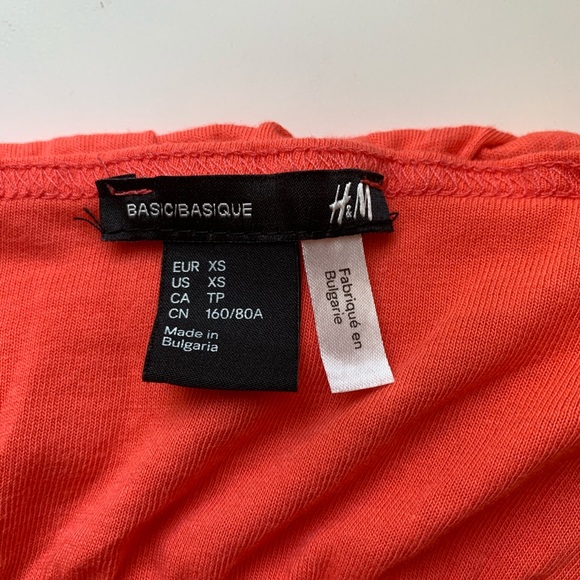 BASIC/BASIQUE H&M
EUR XS
US XS
CA TP
CN 160/80A
Made in
Bulgaria
Fabriqué en
Bulgarie